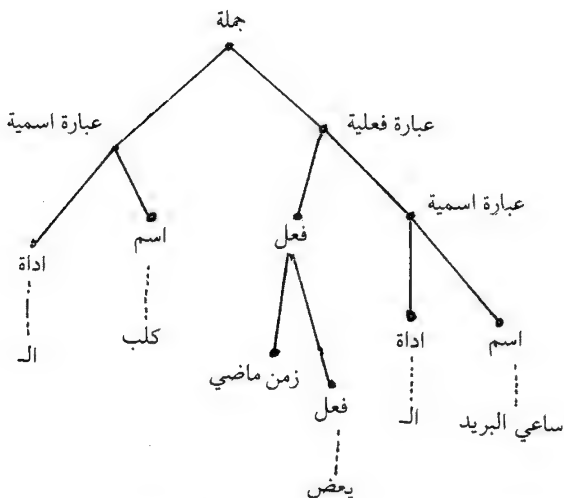 جملة
عبارة اسمية
عبارة فعلية
عبارة اسمية
اداة
اسم
فعل
الـ
كلب
زمن ماضي
فعل
يعض
اداة
اسم
الـ
ساعي البريد